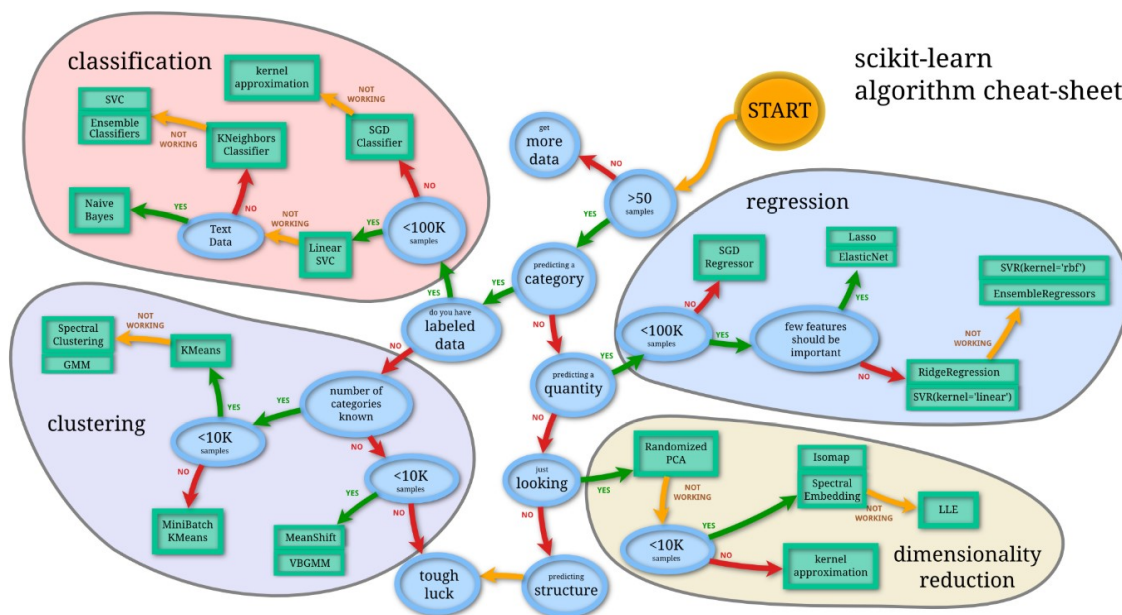 scikit-learn
algorithm cheat-sheet
START
get
more
data
NO
>50
samples
YES
predicting a
category
YES
NO
do you have
labeled
data
YES
NO
predicting a
quantity
YES
NO
just
looking
YES
NO
predicting
structure
tough
luck
classification
kernel
approximation
NOT
WORKING
SVC
Ensemble
Classifiers
NOT
WORKING
KNeighbors
Classifier
SGD
Classifier
NO
Naive
Bayes
YES
Text
Data
NO
NOT
WORKING
Linear
SVC
YES
<100K
samples
regression
SGD
Regressor
NO
<100K
samples
YES
Lasso
ElasticNet
YES
few features
should be
important
NO
SVR(kernel='rbf')
EnsembleRegressors
NOT
WORKING
RidgeRegression
SVR(kernel='linear')
clustering
Spectral
Clustering
GMM
NOT
WORKING
KMeans
YES
<10K
samples
YES
number of
categories
known
NO
NO
MiniBatch
KMeans
<10K
samples
YES
NO
MeanShift
VBGMM
Randomized
PCA
NOT
WORKING
<10K
samples
YES
NO
Isomap
Spectral
Embedding
NOT
WORKING
LLE
kernel
approximation
dimensionality
reduction